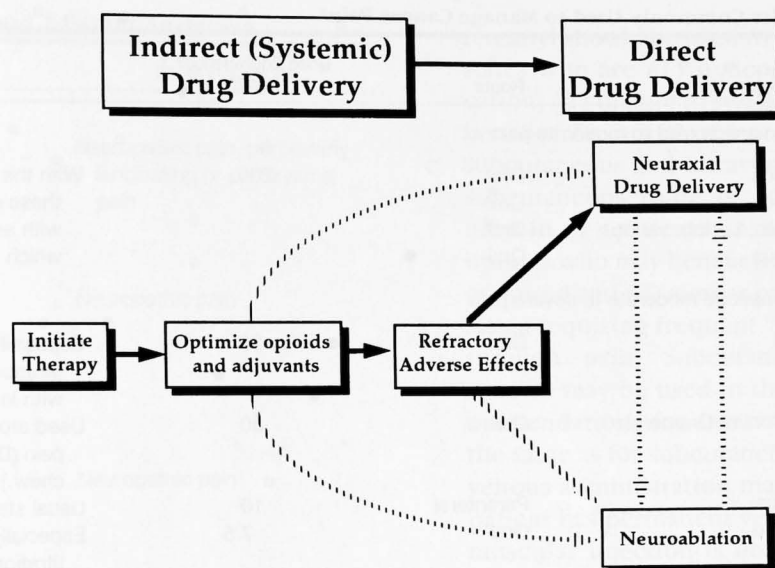 Indirect (Systemic)
Drug Delivery
Direct
Drug Delivery
Neuraxial
Drug Delivery
Initiate
Therapy
Optimize opioids
and adjuvants
Refractory
Adverse Effects
Neuroablation